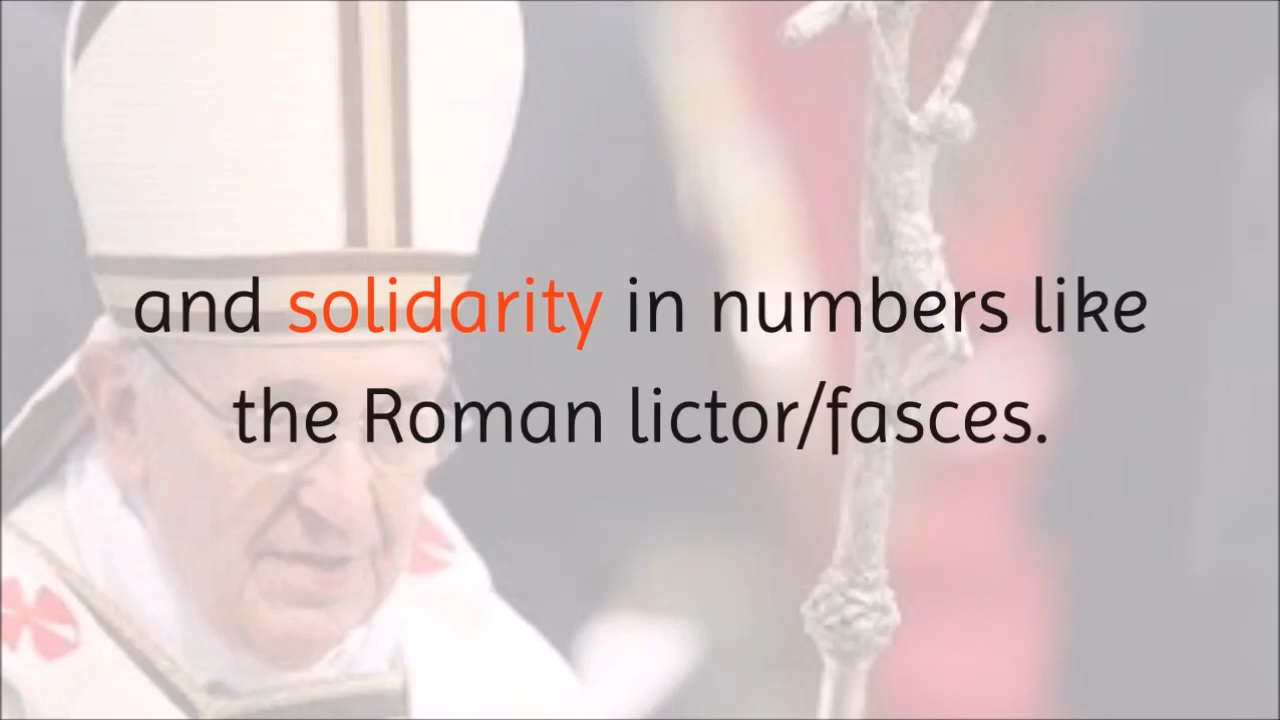 and solidarity in numbers like
the Roman lictor/fasces.